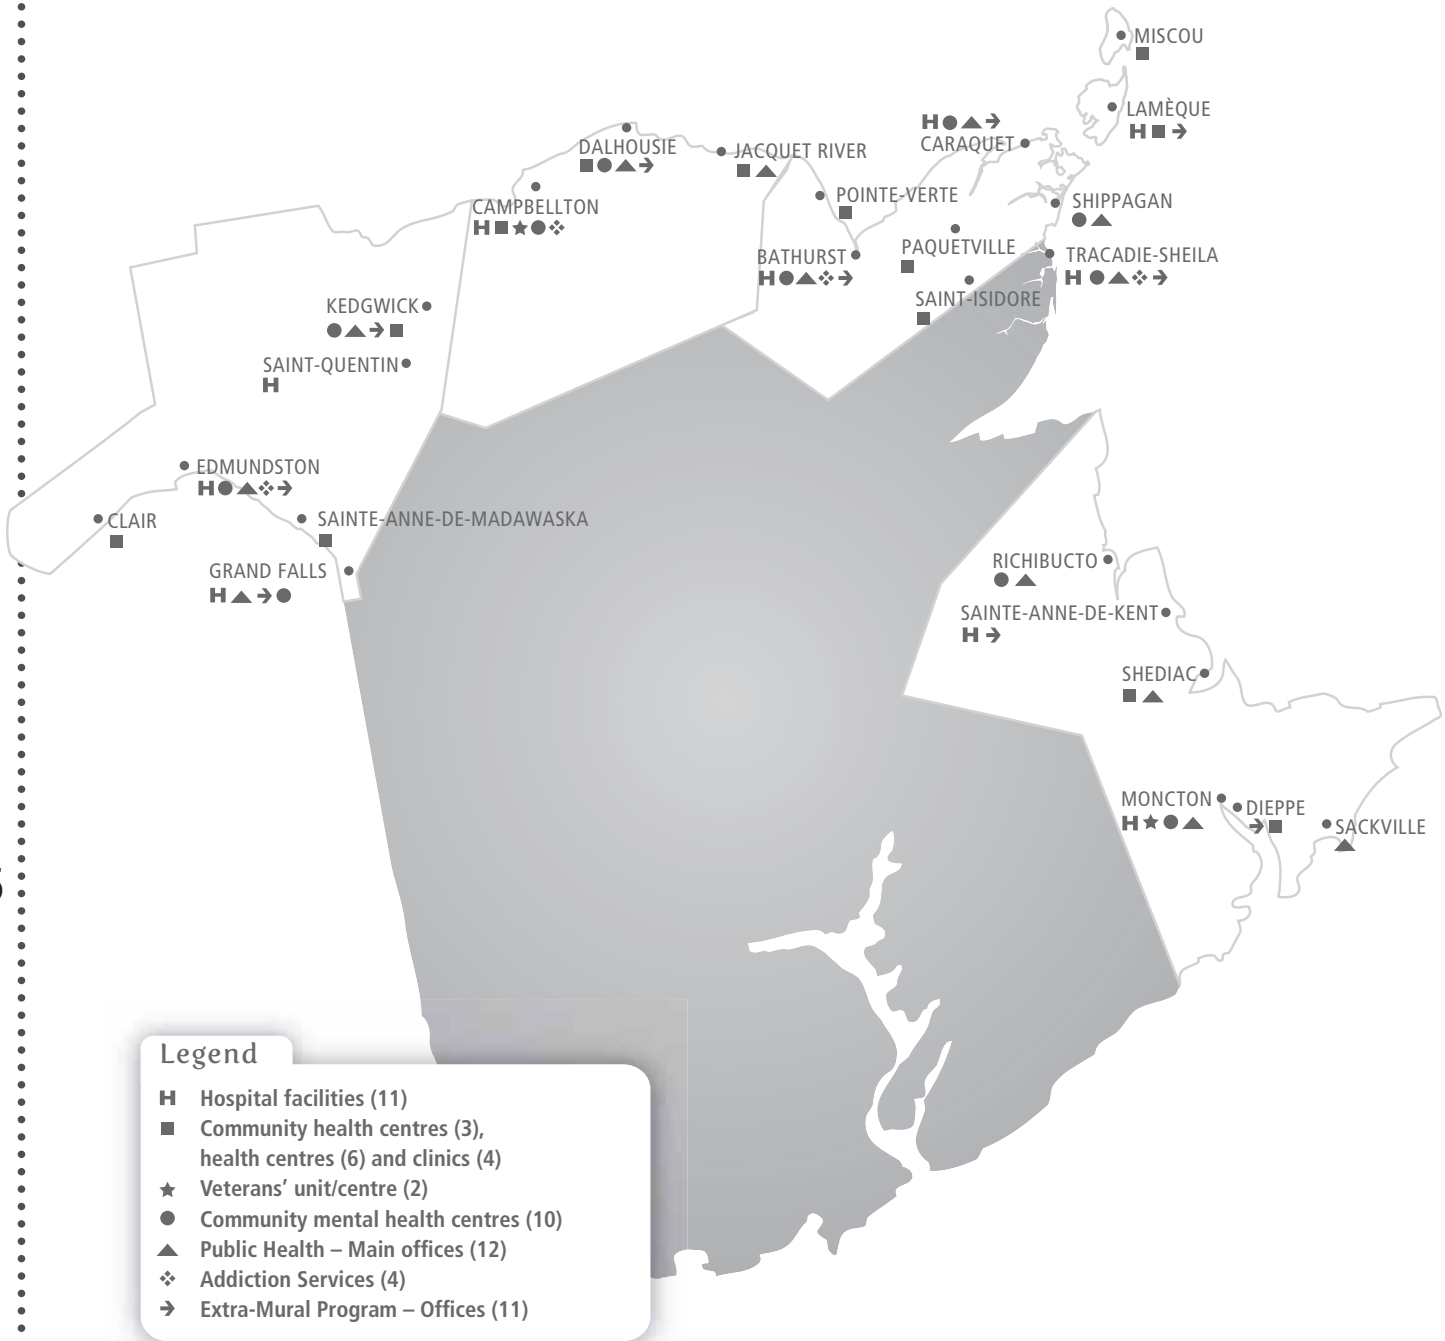 MISCOU
LAMÈQUE
CARAQUET
DALHOUSIE
JACQUET RIVER
POINTE-VERTE
SHIPPAGAN
CAMPBELLTON
PAQUETVILLE
BATHURST
TRACADIE-SHEILA
SAINT-ISIDORE
KEDGWICK
SAINT-QUENTIN
EDMUNDSTON
CLAIR
SAINTE-ANNE-DE-MADAWASKA
GRAND FALLS
RICHIBUCTO
SAINTE-ANNE-DE-KENT
SHEDIAC
MONCTON
DIEPPE
SACKVILLE
Legend
H Hospital facilities (11)
Community health centres (3),
health centres (6) and clinics (4)
Veterans’ unit/centre (2)
Community mental health centres (10)
Public Health – Main offices (12)
Addiction Services (4)
Extra-Mural Program – Offices (11)